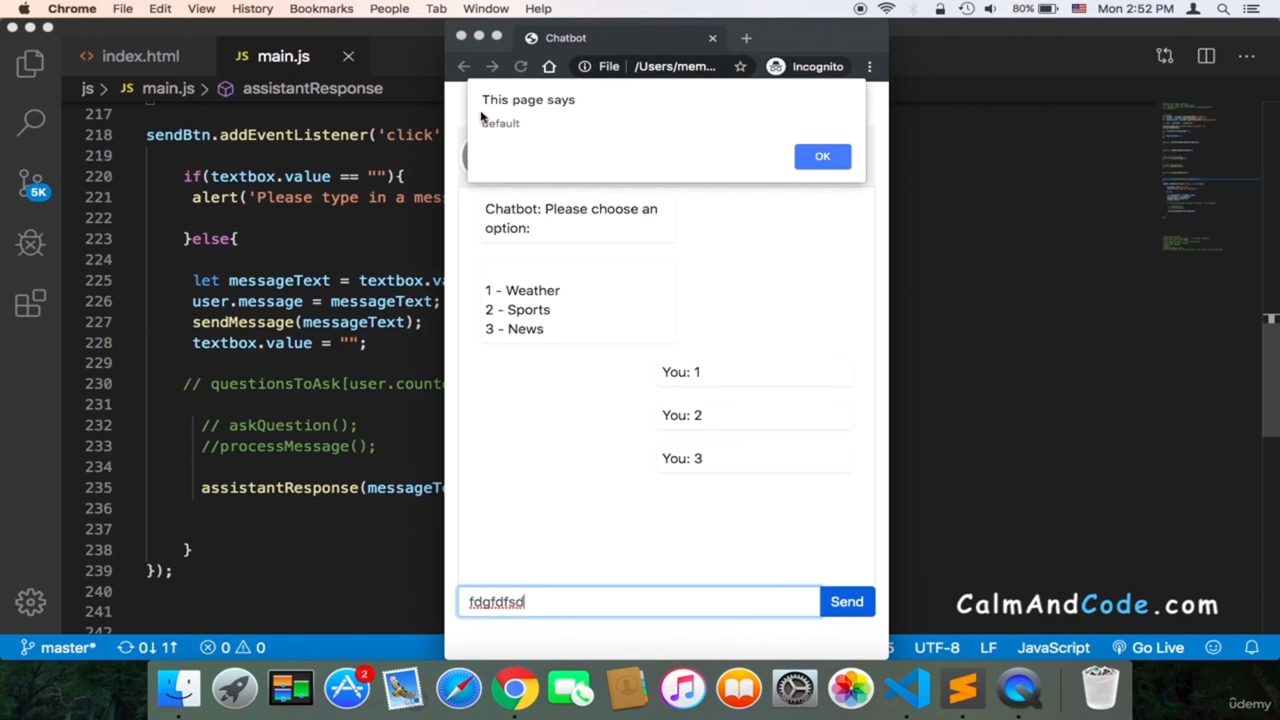 Chrome File Edit View History Bookmarks People Tab Window Help 80% Mon 2:52 PM
index.html JS main.js
js > JS main.js > assistantResponse
Chatbot
File /Users/mem... Incognito
This page says
default
OK
Chatbot: Please choose an
option:
1 - Weather
2 - Sports
3 - News
You: 1
You: 2
You: 3
fdgfdfsd
Send
5K
217
218 sendBtn.addEventListener('click'
219
220 if(textbox.value == ""){
221 alert('Please type in a mes
222
223 }else{
224
225 let messageText = textbox.va
226 user.message = messageText;
227 sendMessage(messageText);
228 textbox.value = "";
229
230 // questionsToAsk[user.counte
231
232 // askQuestion();
233 //processMessage();
234
235 assistantResponse(messageTe
236
237
238 }
239 });
240
241
CalmAndCode.com
master* 0↓ 1↑ 0 0 UTF-8 LF JavaScript Go Live
2
ûdemy